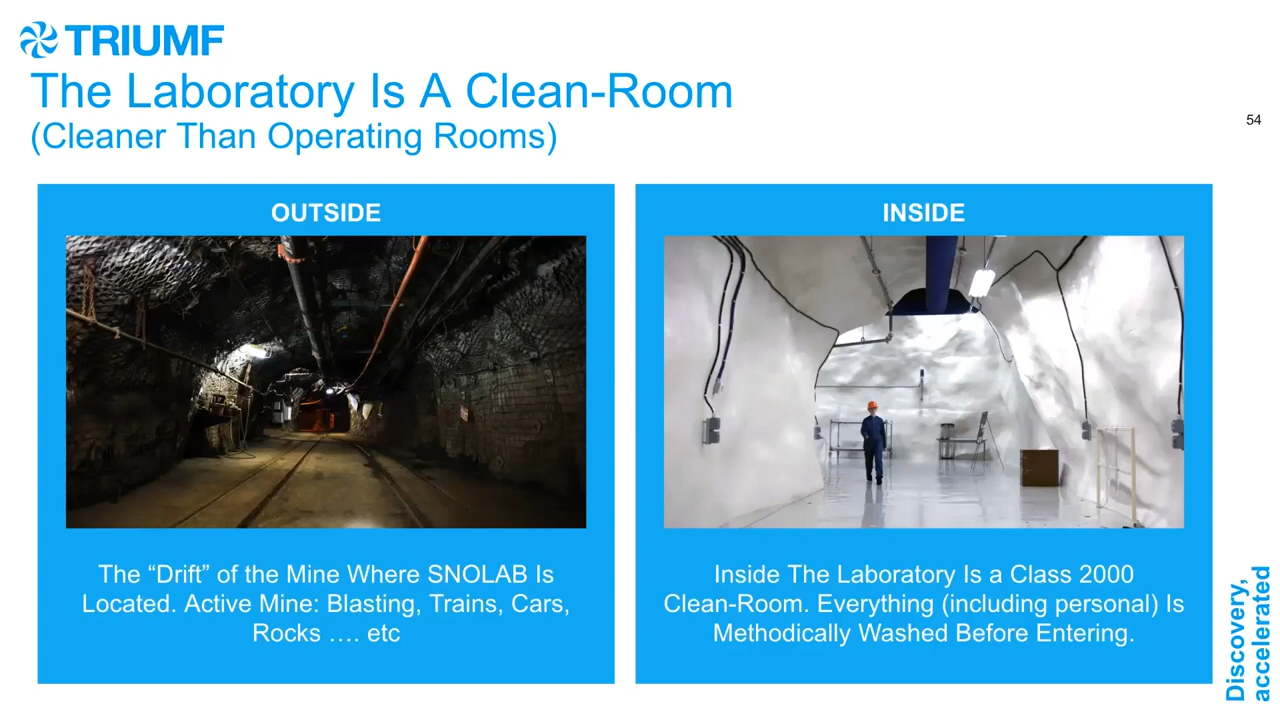 TRIUMF
The Laboratory Is A Clean-Room
(Cleaner Than Operating Rooms)
54
OUTSIDE
The “Drift” of the Mine Where SNOLAB Is
Located. Active Mine: Blasting, Trains, Cars,
Rocks …. etc
INSIDE
Inside The Laboratory Is a Class 2000
Clean-Room. Everything (including personal) Is
Methodically Washed Before Entering.
Discovery,
accelerated